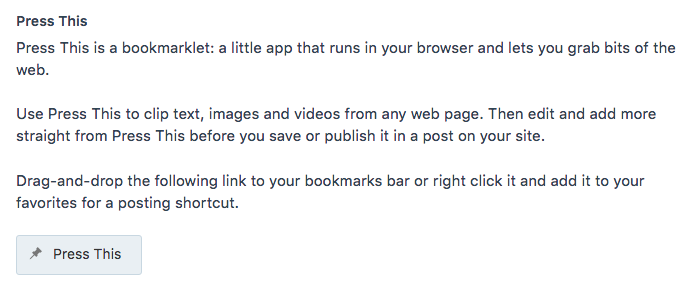 Press This
Press This is a bookmarklet: a little app that runs in your browser and lets you grab bits of the
web.
Use Press This to clip text, images and videos from any web page. Then edit and add more
straight from Press This before you save or publish it in a post on your site.
Drag-and-drop the following link to your bookmarks bar or right click it and add it to your
favorites for a posting shortcut.
Press This